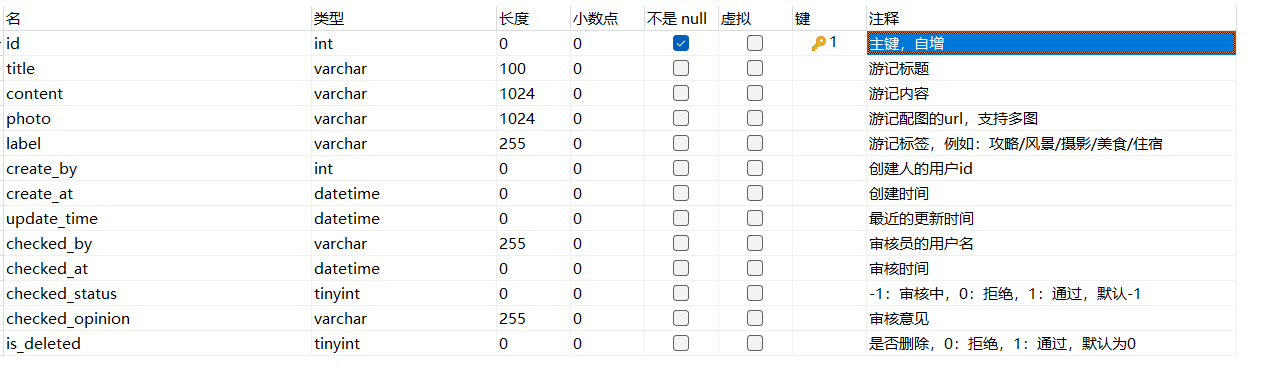 名 类型 长度 小数点 不是 null 虚拟 键 注释
id int 0 0 1 主键，自增
title varchar 100 0 游记标题
content varchar 1024 0 游记内容
photo varchar 1024 0 游记配图的url，支持多图
label varchar 255 0 游记标签，例如：攻略/风景/摄影/美食/住宿
create_by int 0 0 创建人的用户id
create_at datetime 0 0 创建时间
update_time datetime 0 0 最近的更新时间
checked_by varchar 255 0 审核员的用户名
checked_at datetime 0 0 审核时间
checked_status tinyint 0 0 -1：审核中，0：拒绝，1：通过，默认-1
checked_opinion varchar 255 0 审核意见
is_deleted tinyint 0 0 是否删除，0：拒绝，1：通过，默认为0